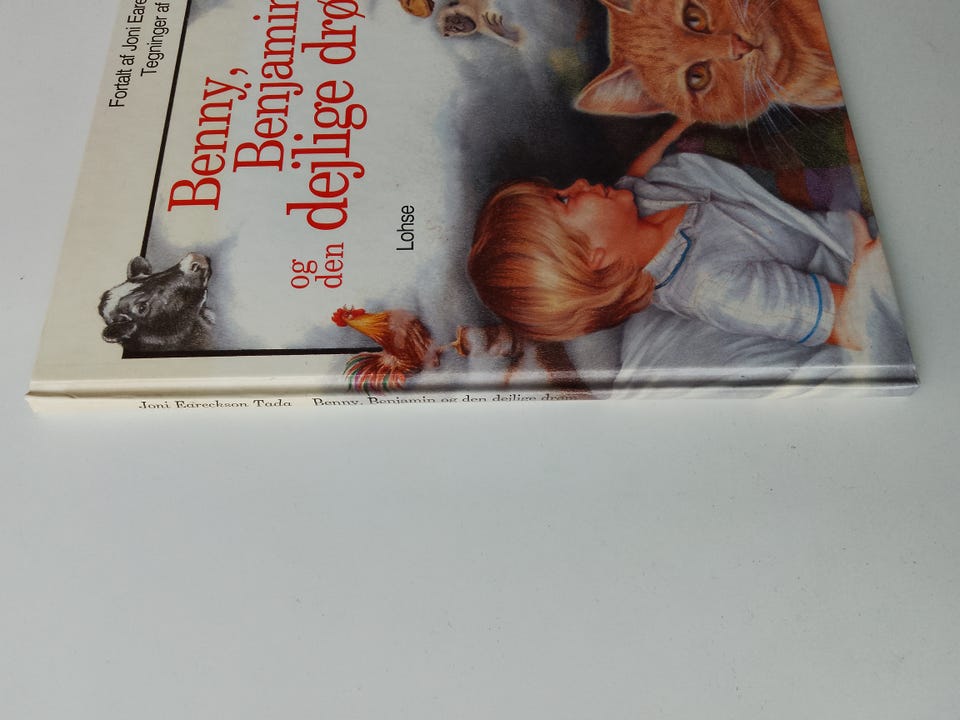 Fortalt af Joni Eare
Tegninger af
Benny,
Benjamin
og
den dejlige drø
Lohse
Joni Eareckson Tada Benny, Benjamin og den dejlige drøm